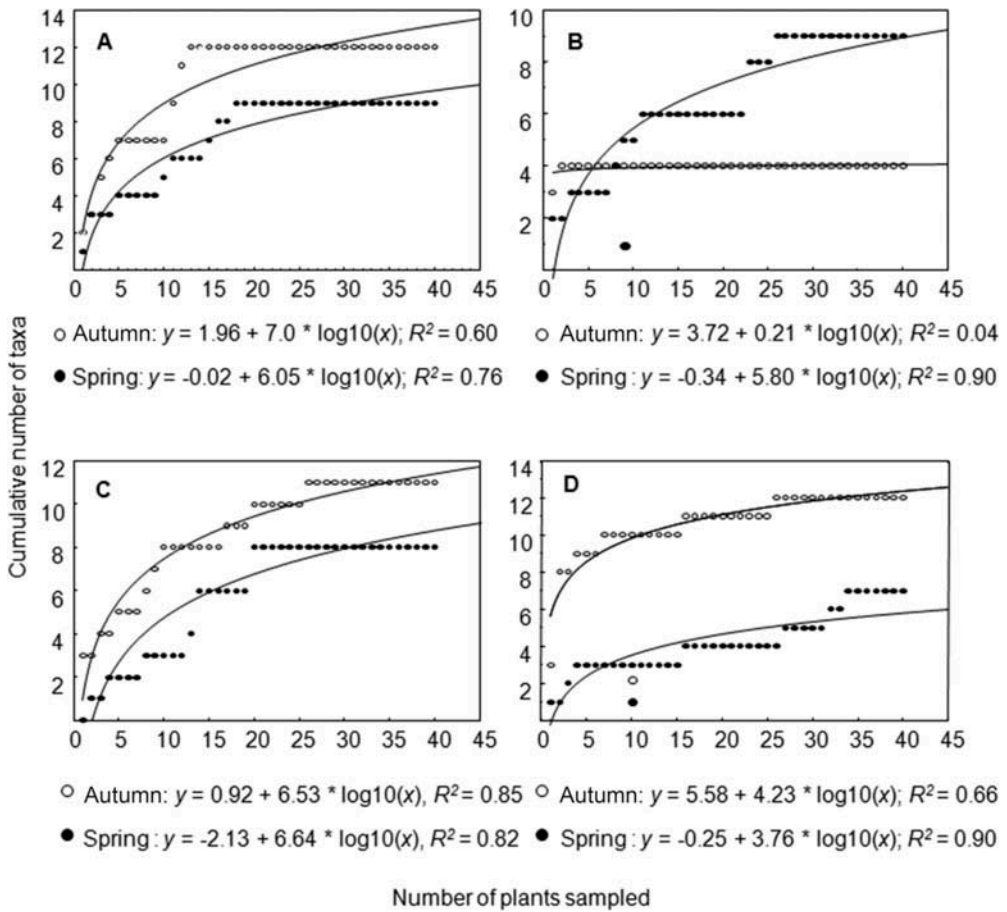 Cumulative number of taxa
A
14
12
10
8
6
4
2
0 5 10 15 20 25 30 35 40 45
B
10
8
6
4
2
0 5 10 15 20 25 30 35 40 45
○ Autumn: y = 1.96 + 7.0 * log10(x); R² = 0.60
● Spring: y = -0.02 + 6.05 * log10(x); R² = 0.76
○ Autumn: y = 3.72 + 0.21 * log10(x); R² = 0.04
● Spring: y = -0.34 + 5.80 * log10(x); R² = 0.90
C
12
10
8
6
4
2
0 5 10 15 20 25 30 35 40 45
D
14
12
10
8
6
4
2
0 5 10 15 20 25 30 35 40 45
○ Autumn: y = 0.92 + 6.53 * log10(x), R² = 0.85
● Spring: y = -2.13 + 6.64 * log10(x), R² = 0.82
○ Autumn: y = 5.58 + 4.23 * log10(x); R² = 0.66
● Spring: y = -0.25 + 3.76 * log10(x); R² = 0.90
Number of plants sampled